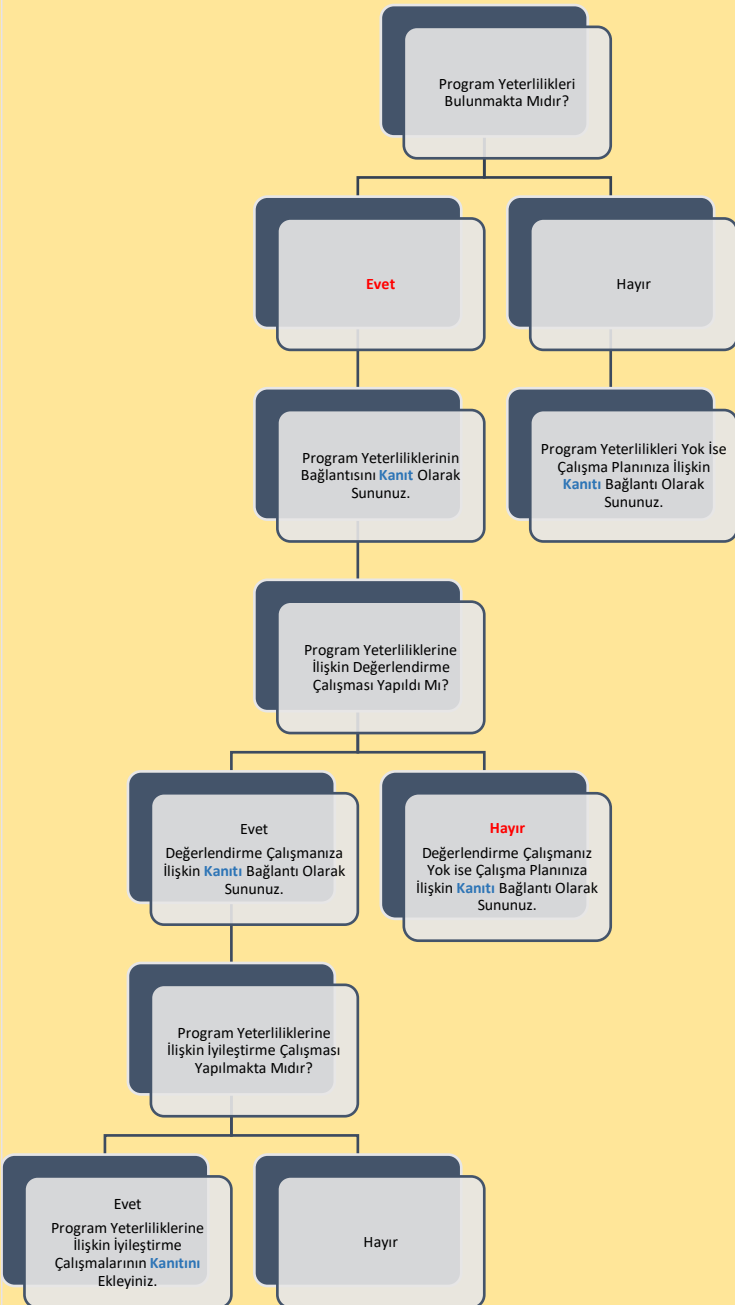 Program Yeterlilikleri
Bulunmakta Mıdır?
Evet
Hayır
Program Yeterliliklerinin
Bağlantısını Kanıt Olarak
Sununuz.
Program Yeterlilikleri Yok İse
Çalışma Planınıza İlişkin
Kanıtı Bağlantı Olarak
Sununuz.
Program Yeterliliklerine
İlişkin Değerlendirme
Çalışması Yapıldı Mı?
Evet
Değerlendirme Çalışmanıza
İlişkin Kanıtı Bağlantı Olarak
Sununuz.
Hayır
Değerlendirme Çalışmanız
Yok ise Çalışma Planınıza
İlişkin Kanıtı Bağlantı Olarak
Sununuz.
Program Yeterliliklerine
İlişkin İyileştirme Çalışması
Yapılmakta Mıdır?
Evet
Program Yeterliliklerine
İlişkin İyileştirme
Çalışmalarının Kanıtını
Ekleyiniz.
Hayır